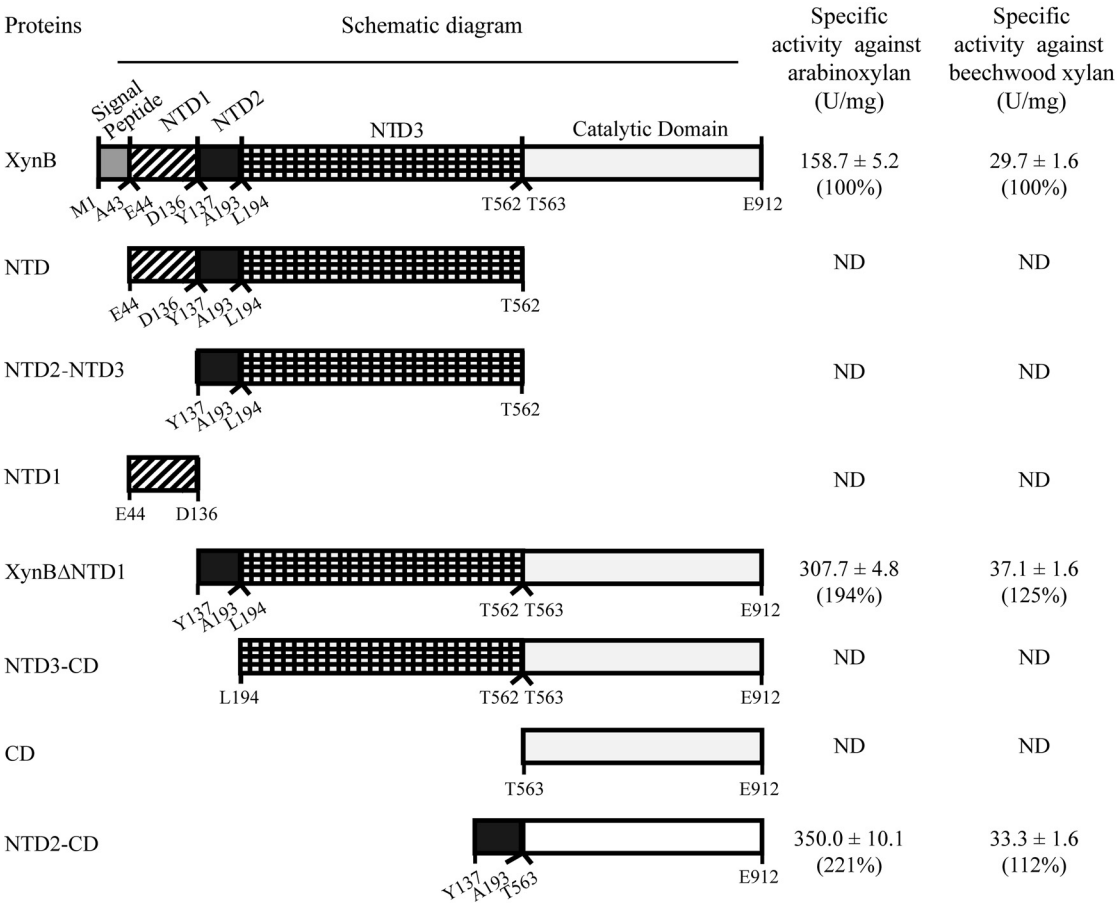 Proteins
Schematic diagram
Specific
activity against
arabinoxylan
(U/mg)
Specific
activity against
beechwood xylan
(U/mg)
Signal
Peptide
NTD1
NTD2
NTD3
Catalytic Domain
XynB
158.7 ± 5.2
(100%)
29.7 ± 1.6
(100%)
M1
A43
E44
D136
Y137
A193
L194
T562
T563
E912
NTD
ND
ND
E44
D136
Y137
A193
L194
T562
NTD2-NTD3
ND
ND
Y137
A193
L194
T562
NTD1
ND
ND
E44
D136
XynBΔNTD1
307.7 ± 4.8
(194%)
37.1 ± 1.6
(125%)
Y137
A193
L194
T562
T563
E912
NTD3-CD
ND
ND
L194
T562
T563
E912
CD
ND
ND
T563
E912
NTD2-CD
350.0 ± 10.1
(221%)
33.3 ± 1.6
(112%)
Y137
A193
T563
E912